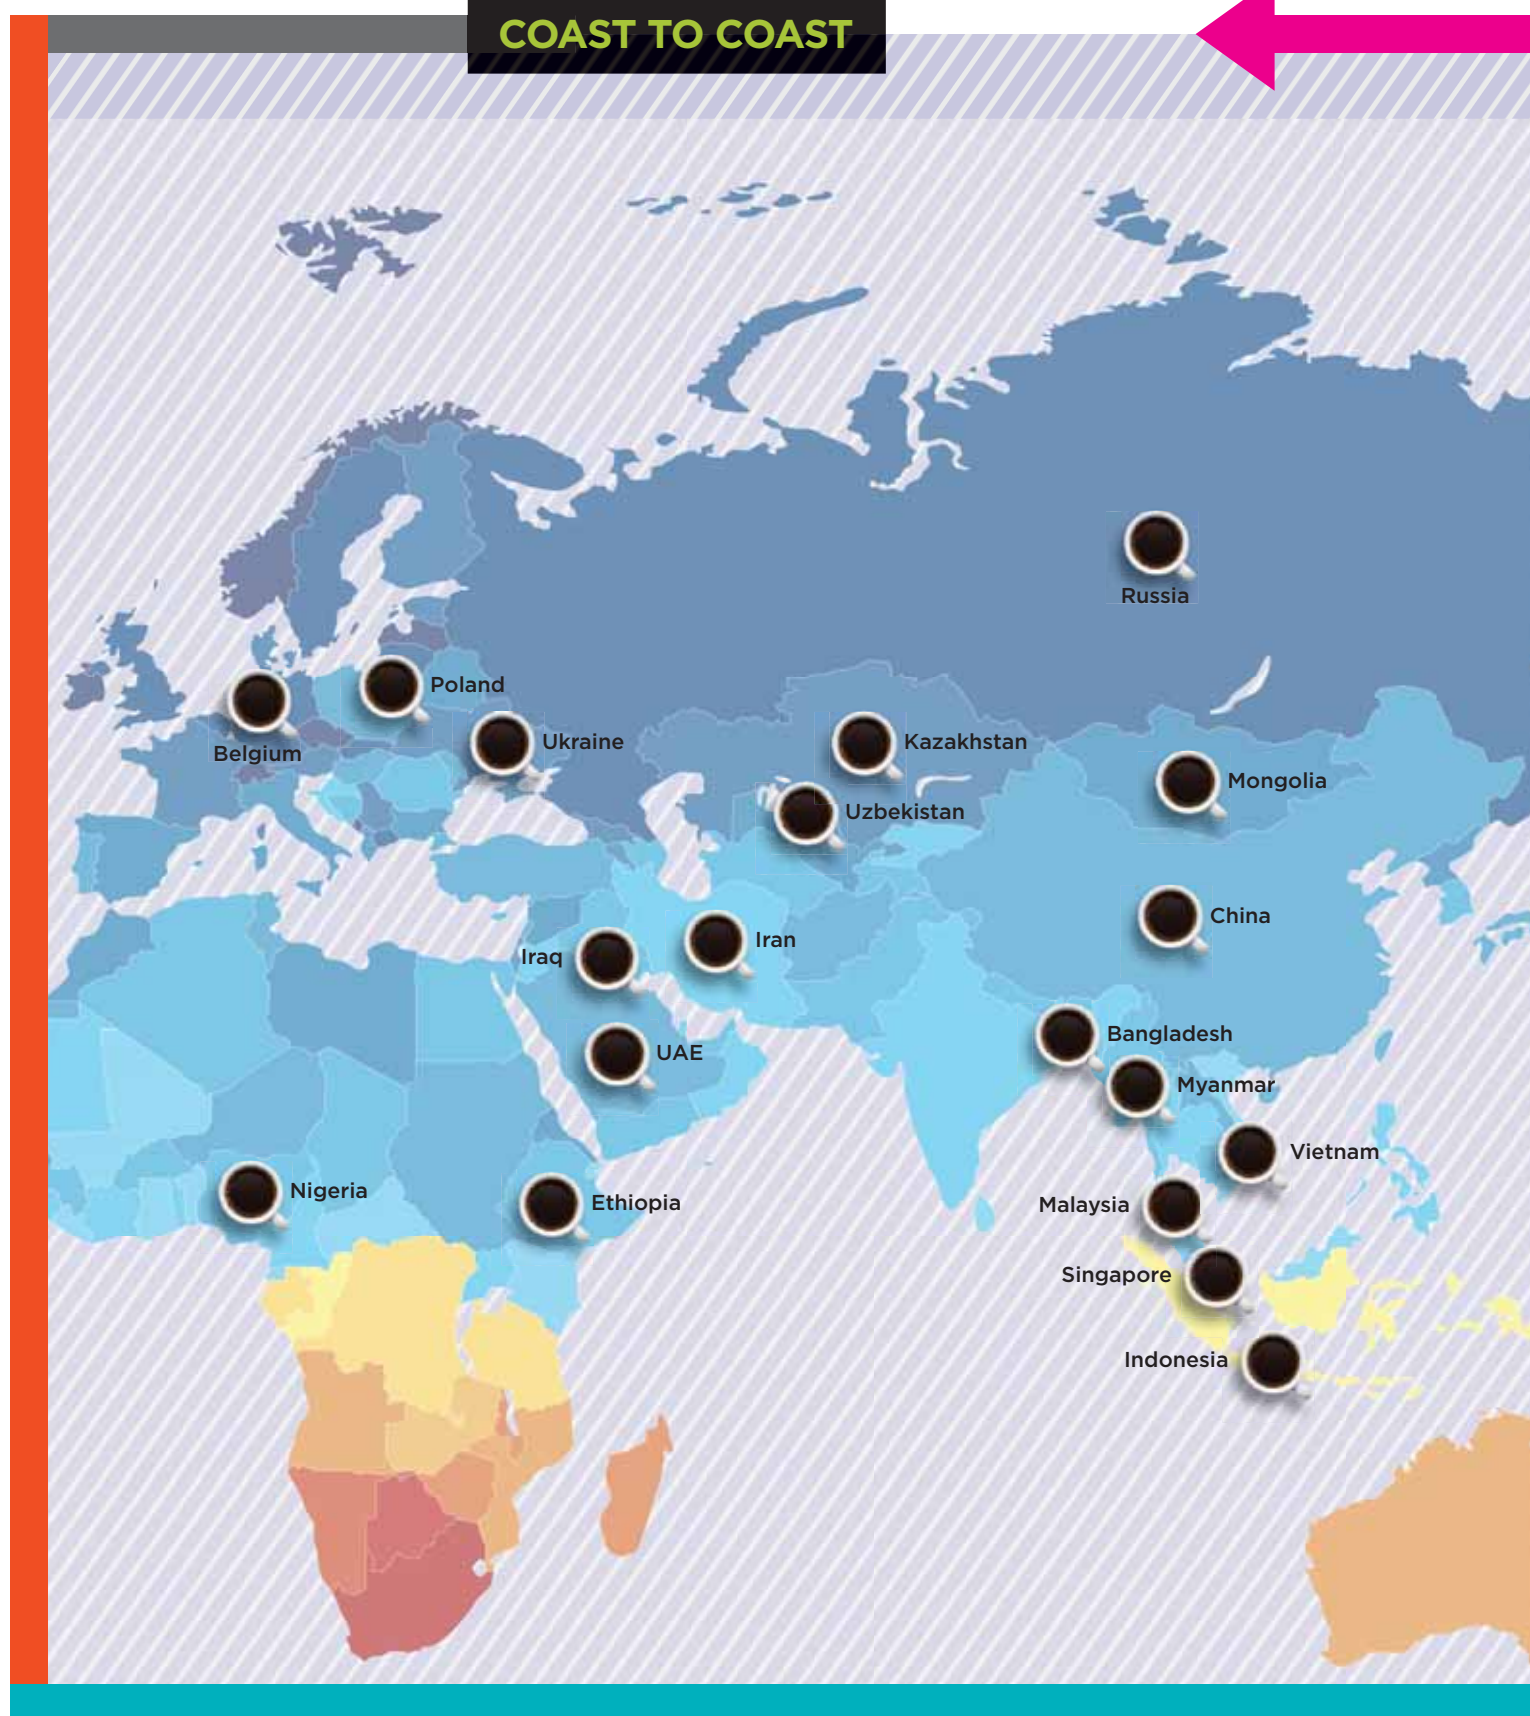 COAST TO COAST
Russia
Poland
Belgium
Ukraine
Kazakhstan
Mongolia
Uzbekistan
China
Iran
Iraq
Bangladesh
UAE
Myanmar
Vietnam
Nigeria
Ethiopia
Malaysia
Singapore
Indonesia